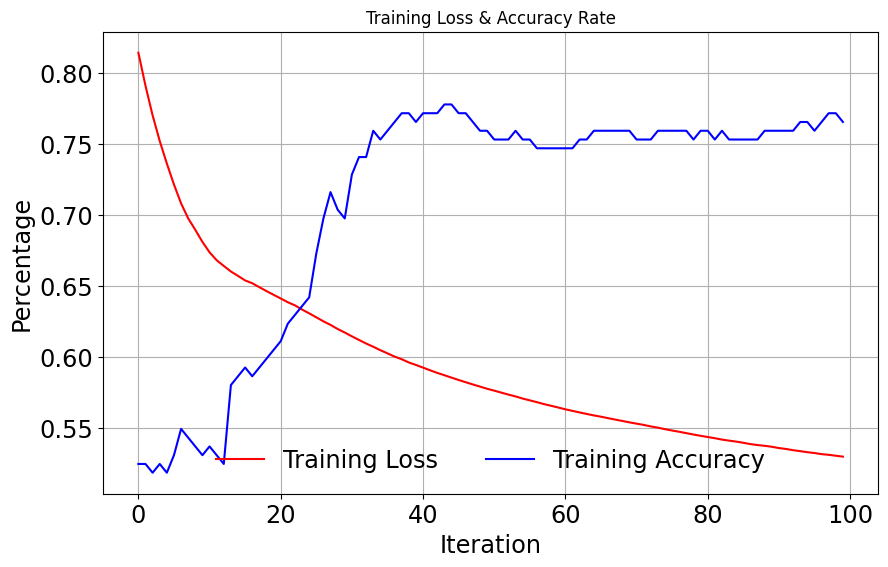 Training Loss & Accuracy Rate
0.80
0.75
0.70
0.65
0.60
0.55
Percentage
Training Loss Training Accuracy
0 20 40 60 80 100
Iteration